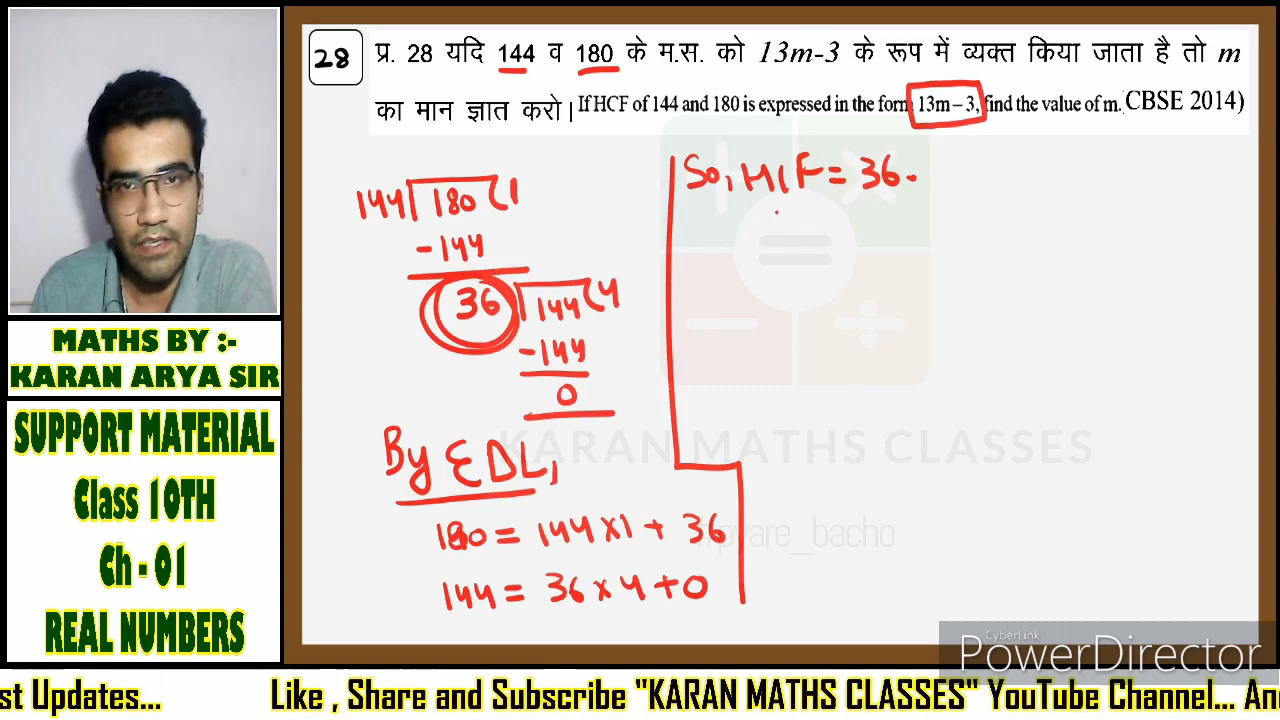 28
प्र. 28 यदि 144 व 180 के म.स. को 13m-3 के रूप में व्यक्त किया जाता है तो m
का मान ज्ञात करो| If HCF of 144 and 180 is expressed in the form 13m – 3, find the value of m. (CBSE 2014)
144 180 1
-144
36 144 4
-144
0
By EDL,
180 = 144 × 1 + 36
144 = 36 × 4 + 0
So, HCF = 36.
KARAN MATHS CLASSES
pyare_bacho
MATHS BY :-
KARAN ARYA SIR
SUPPORT MATERIAL
Class 10TH
Ch - 01
REAL NUMBERS
CyberLink
PowerDirector
st Updates... Like , Share and Subscribe "KARAN MATHS CLASSES" YouTube Channel... An